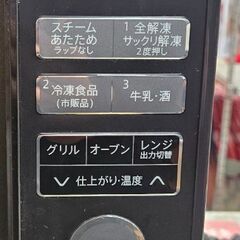 スチーム
あたため
ラップなし
1 全解凍
サックリ解凍
2度押し
2 冷凍食品
(市販品)
3 牛乳・酒
グリル オーブン レンジ
出力切替
∨ 仕上がり・温度 ∧